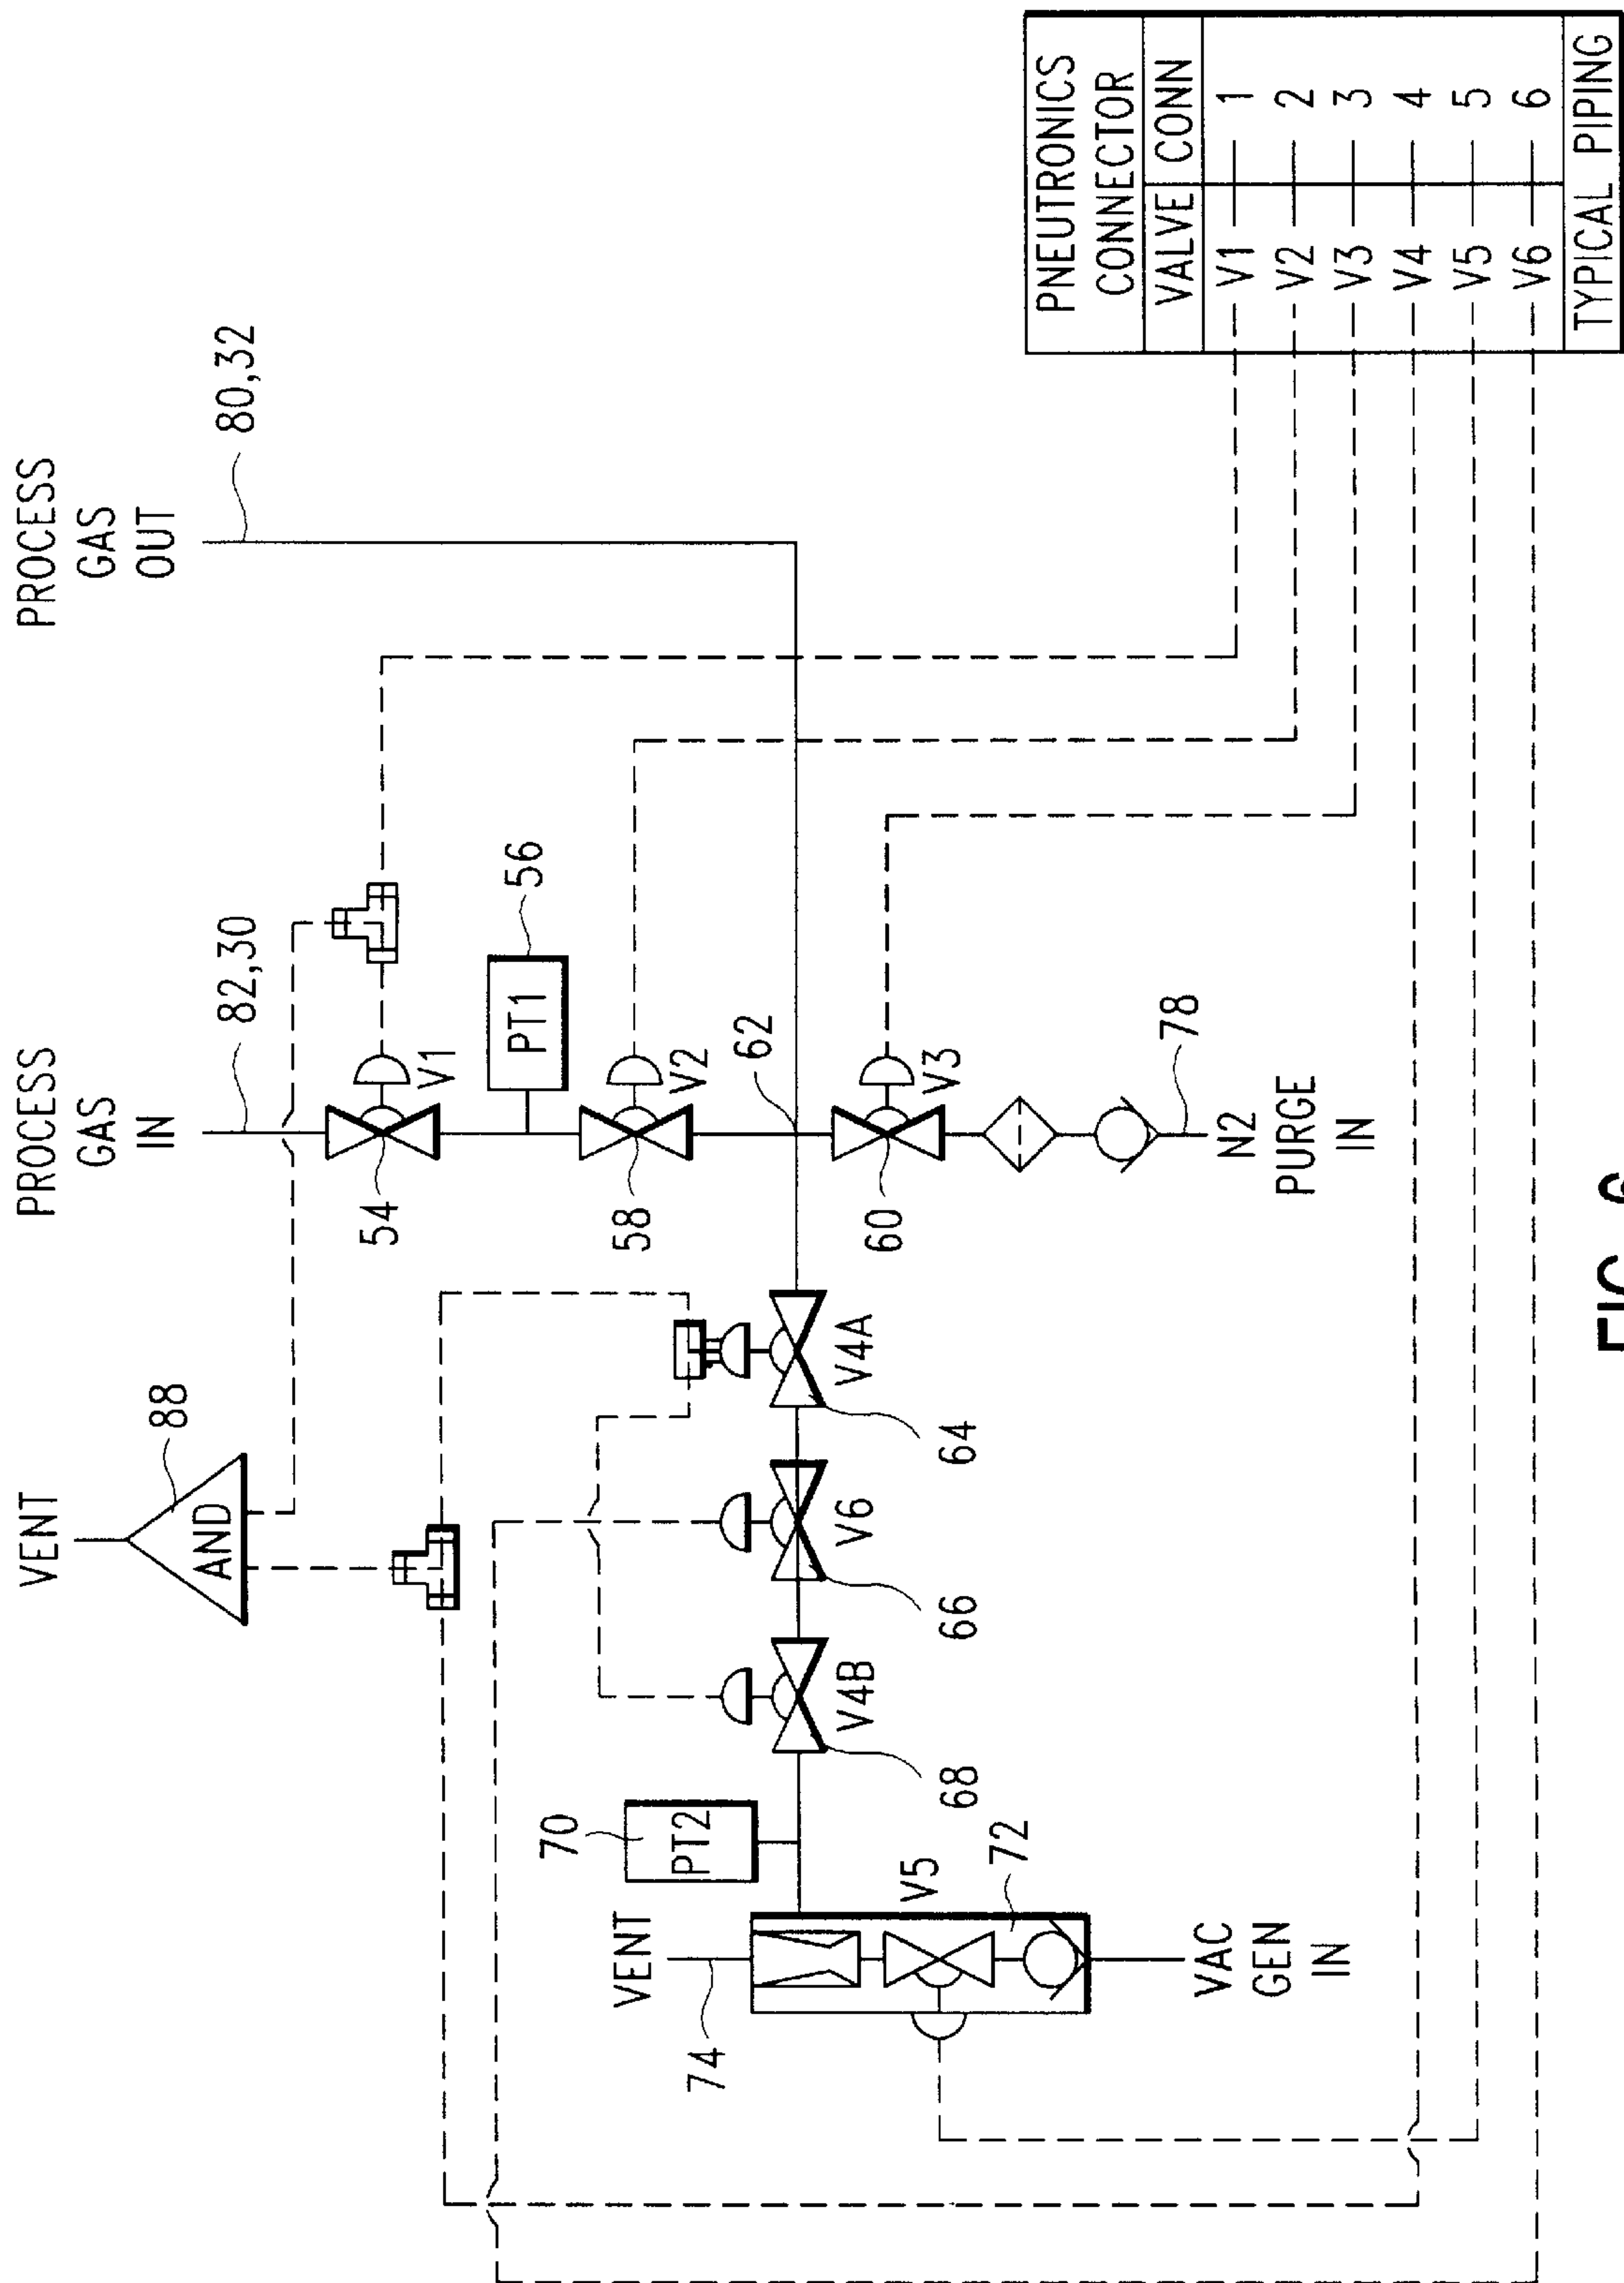 PROCESS
GAS
OUT
80,32
PROCESS
GAS
IN
82,30
VENT
88
AND
54
V1
PT1
56
58
V2
62
60
V3
78
N2
PURGE
IN
V4A
64
V6
66
V4B
68
70
PT2
VENT
74
V5
72
VAC
GEN
IN
PNEUTRONICS
CONNECTOR
VALVE CONN
V1 1
V2 2
V3 3
V4 4
V5 5
V6 6
TYPICAL PIPING